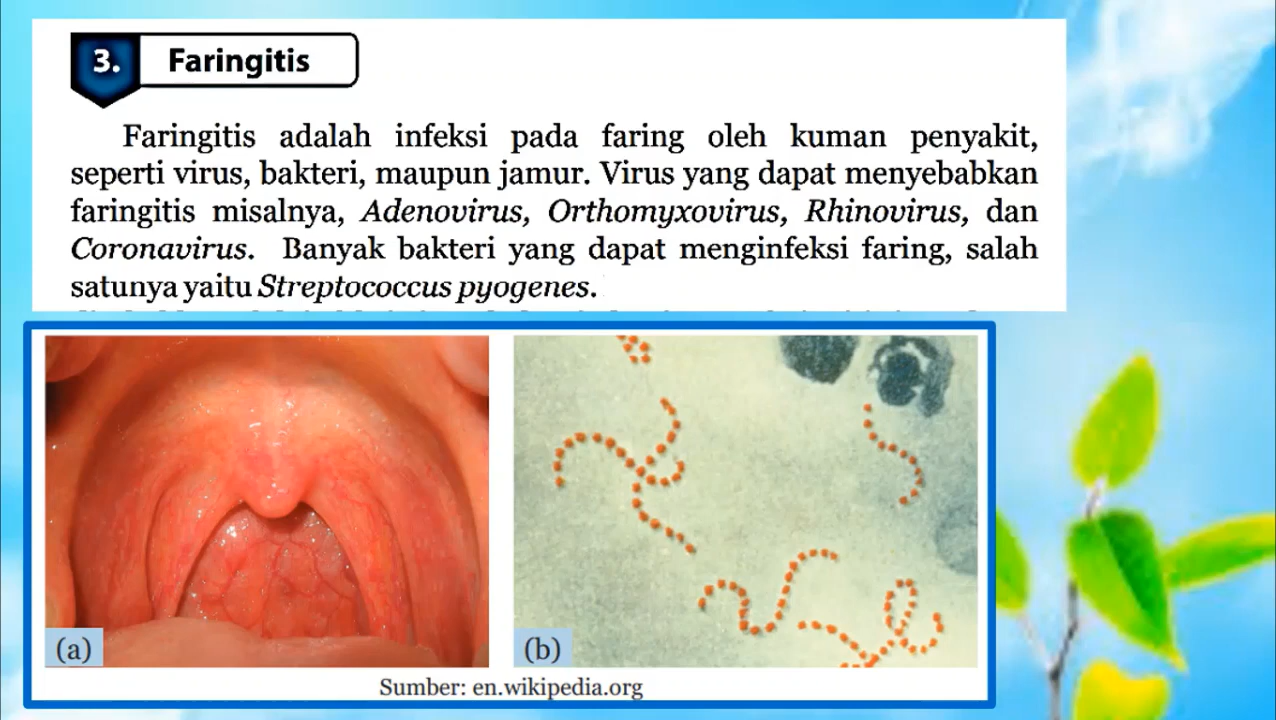 3. Faringitis
Faringitis adalah infeksi pada faring oleh kuman penyakit,
seperti virus, bakteri, maupun jamur. Virus yang dapat menyebabkan
faringitis misalnya, Adenovirus, Orthomyxovirus, Rhinovirus, dan
Coronavirus. Banyak bakteri yang dapat menginfeksi faring, salah
satunya yaitu Streptococcus pyogenes.
(a)
(b)
Sumber: en.wikipedia.org